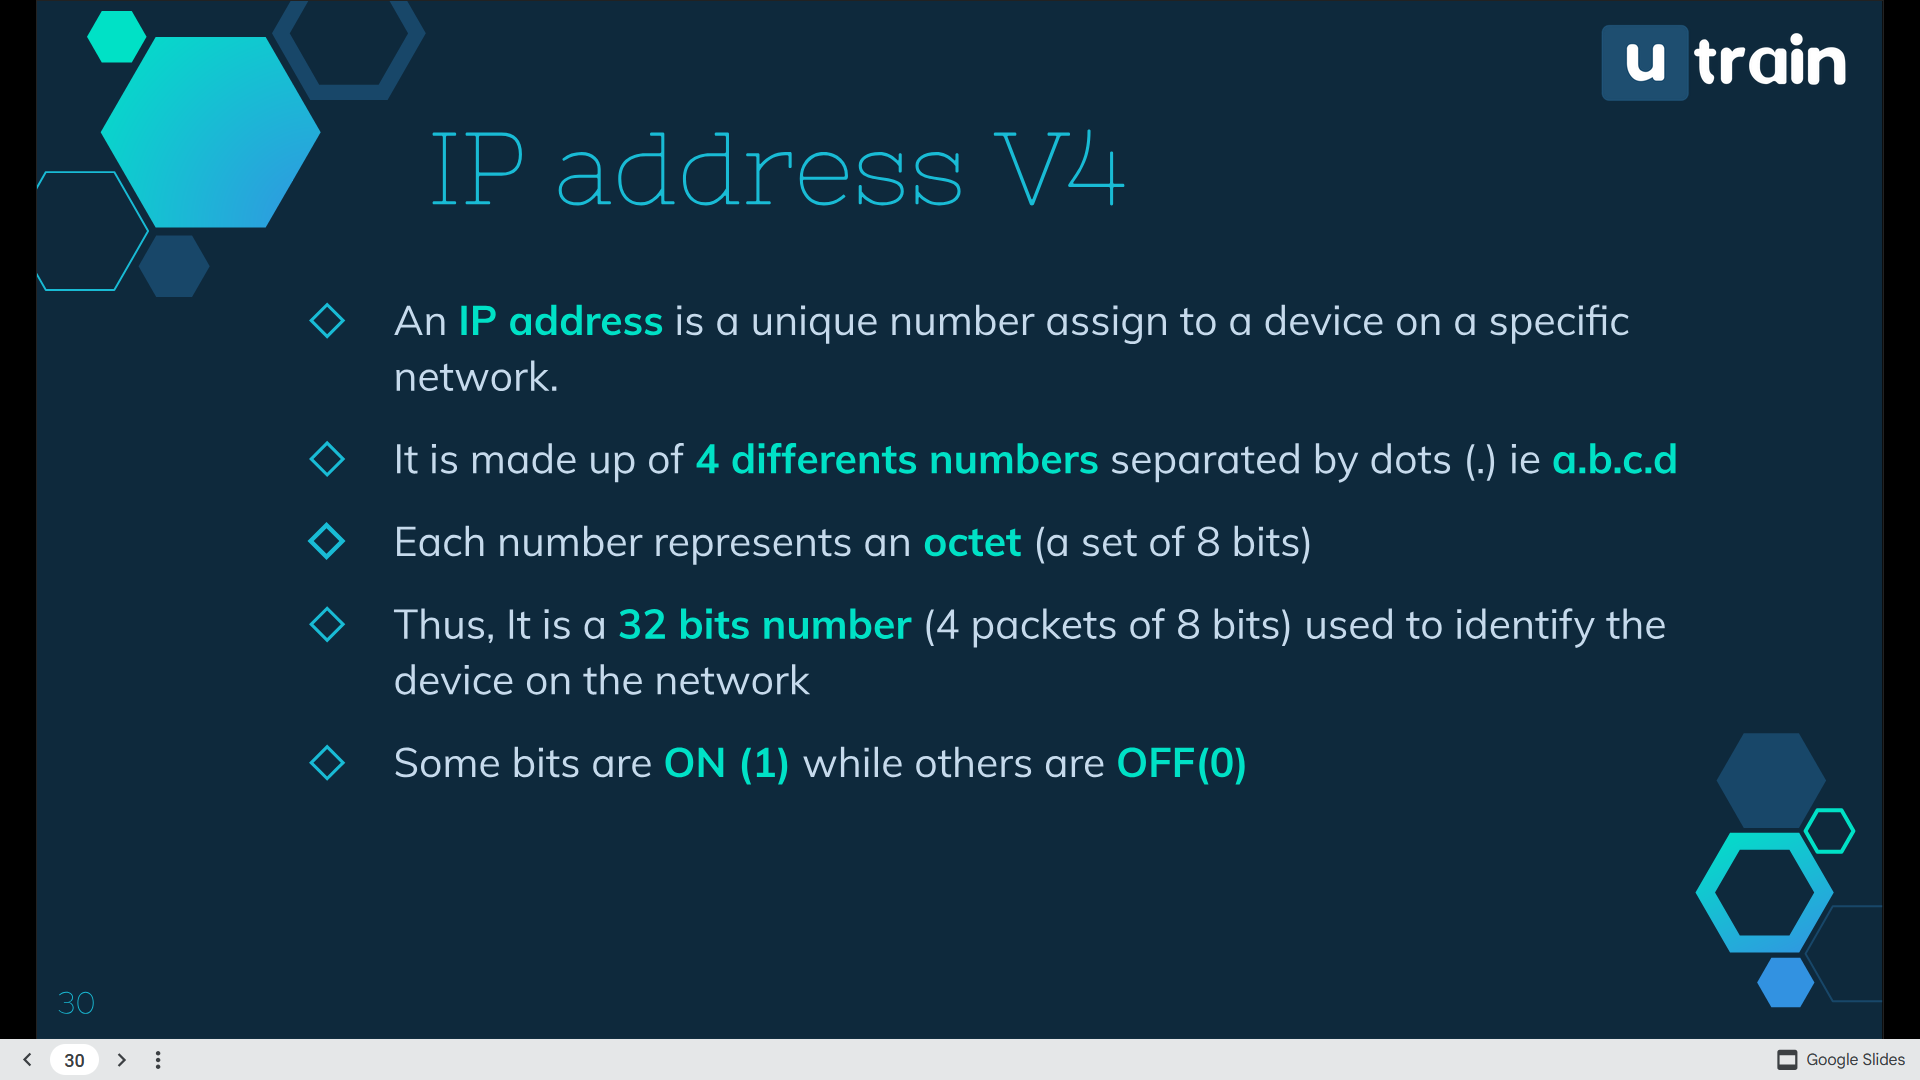 u train
IP address V4
An IP address is a unique number assign to a device on a specific
network.
It is made up of 4 differents numbers separated by dots (.) ie a.b.c.d
Each number represents an octet (a set of 8 bits)
Thus, It is a 32 bits number (4 packets of 8 bits) used to identify the
device on the network
Some bits are ON (1) while others are OFF(0)
30
30
Google Slides